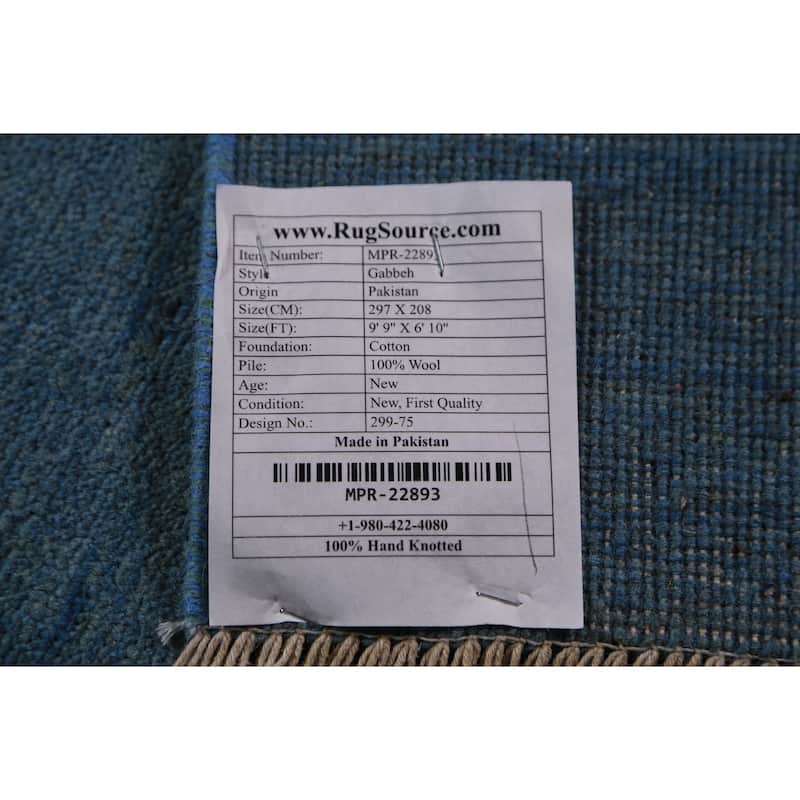 www.RugSource.com
Item Number: MPR-22893
Style Gabbeh
Origin Pakistan
Size(CM): 297 X 208
Size(FT): 9' 9" X 6' 10"
Foundation: Cotton
Pile: 100% Wool
Age: New
Condition: New, First Quality
Design No.: 299-75
Made in Pakistan
MPR-22893
+1-980-422-4080
100% Hand Knotted